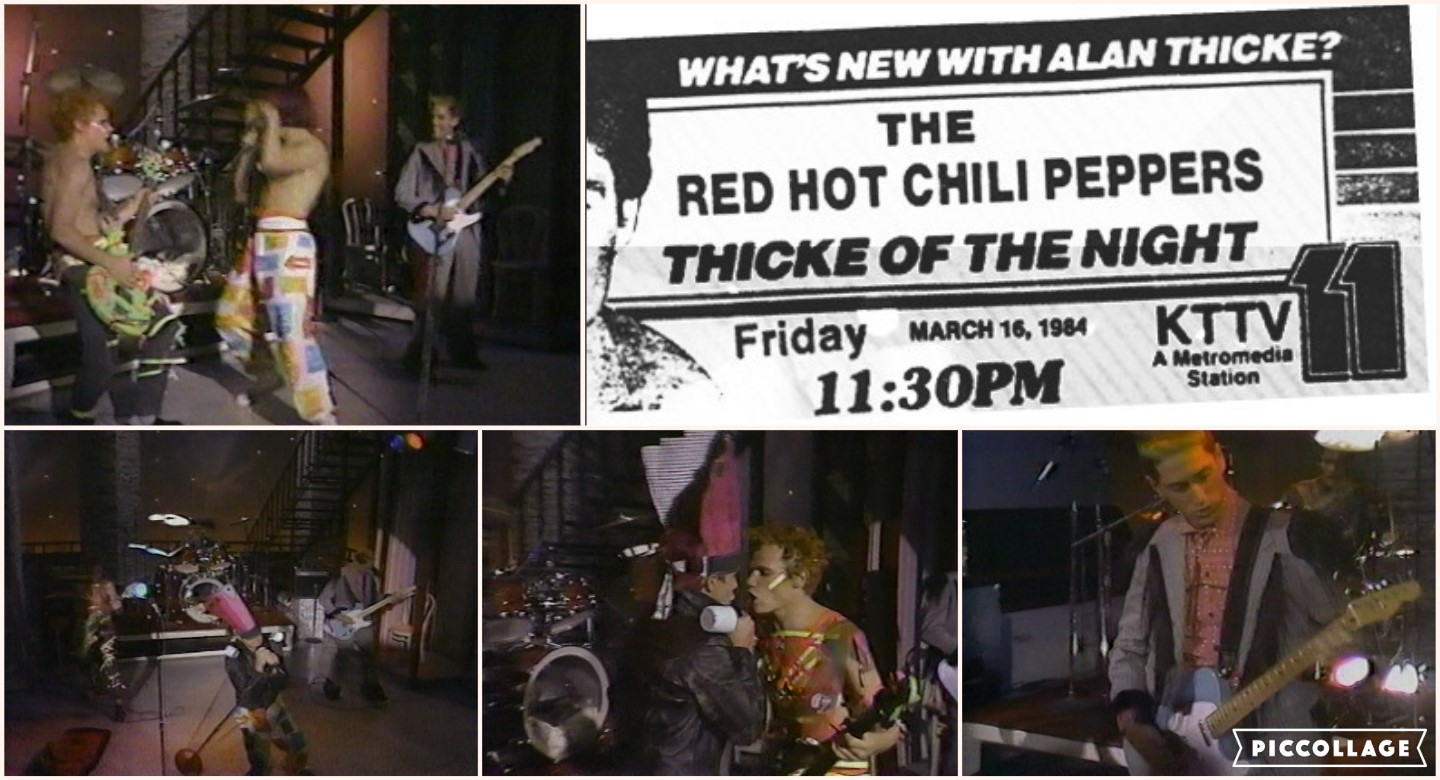 WHAT'S NEW WITH ALAN THICKE?
THE
RED HOT CHILI PEPPERS
THICKE OF THE NIGHT
Friday MARCH 16, 1984
11:30PM
KTTV 11
A Metromedia
Station
PICCOLLAGE